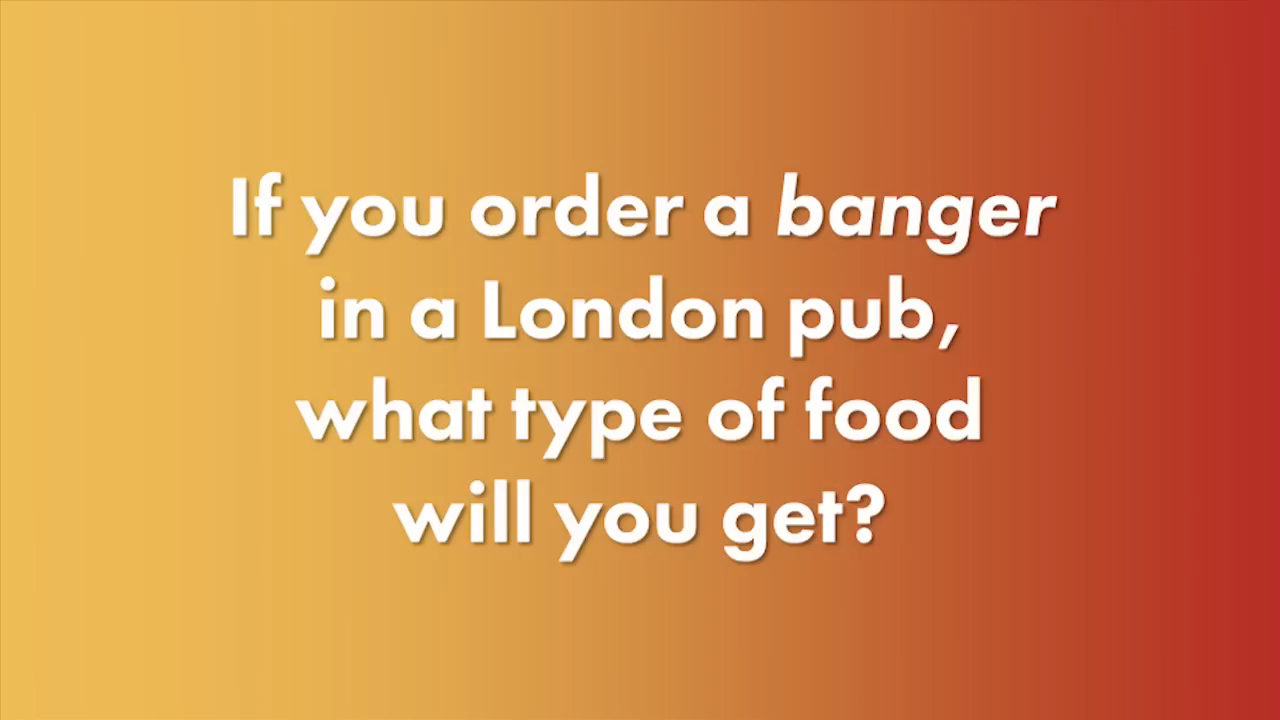 If you order a banger
in a London pub,
what type of food
will you get?